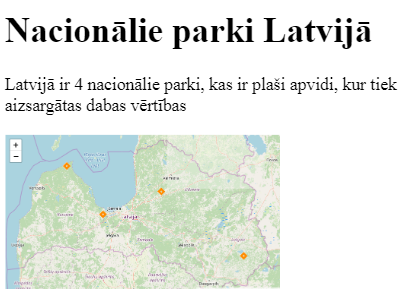 Nacionālie parki Latvijā
Latvijā ir 4 nacionālie parki, kas ir plaši apvidi, kur tiek
aizsargātas dabas vērtības
+
−